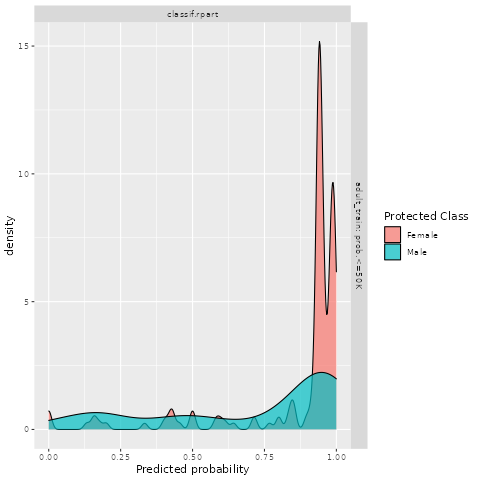 classif.rpart
15
10
5
0
density
0.00 0.25 0.50 0.75 1.00
Predicted probability
adult_train: prob.<=50K
Protected Class
Female
Male